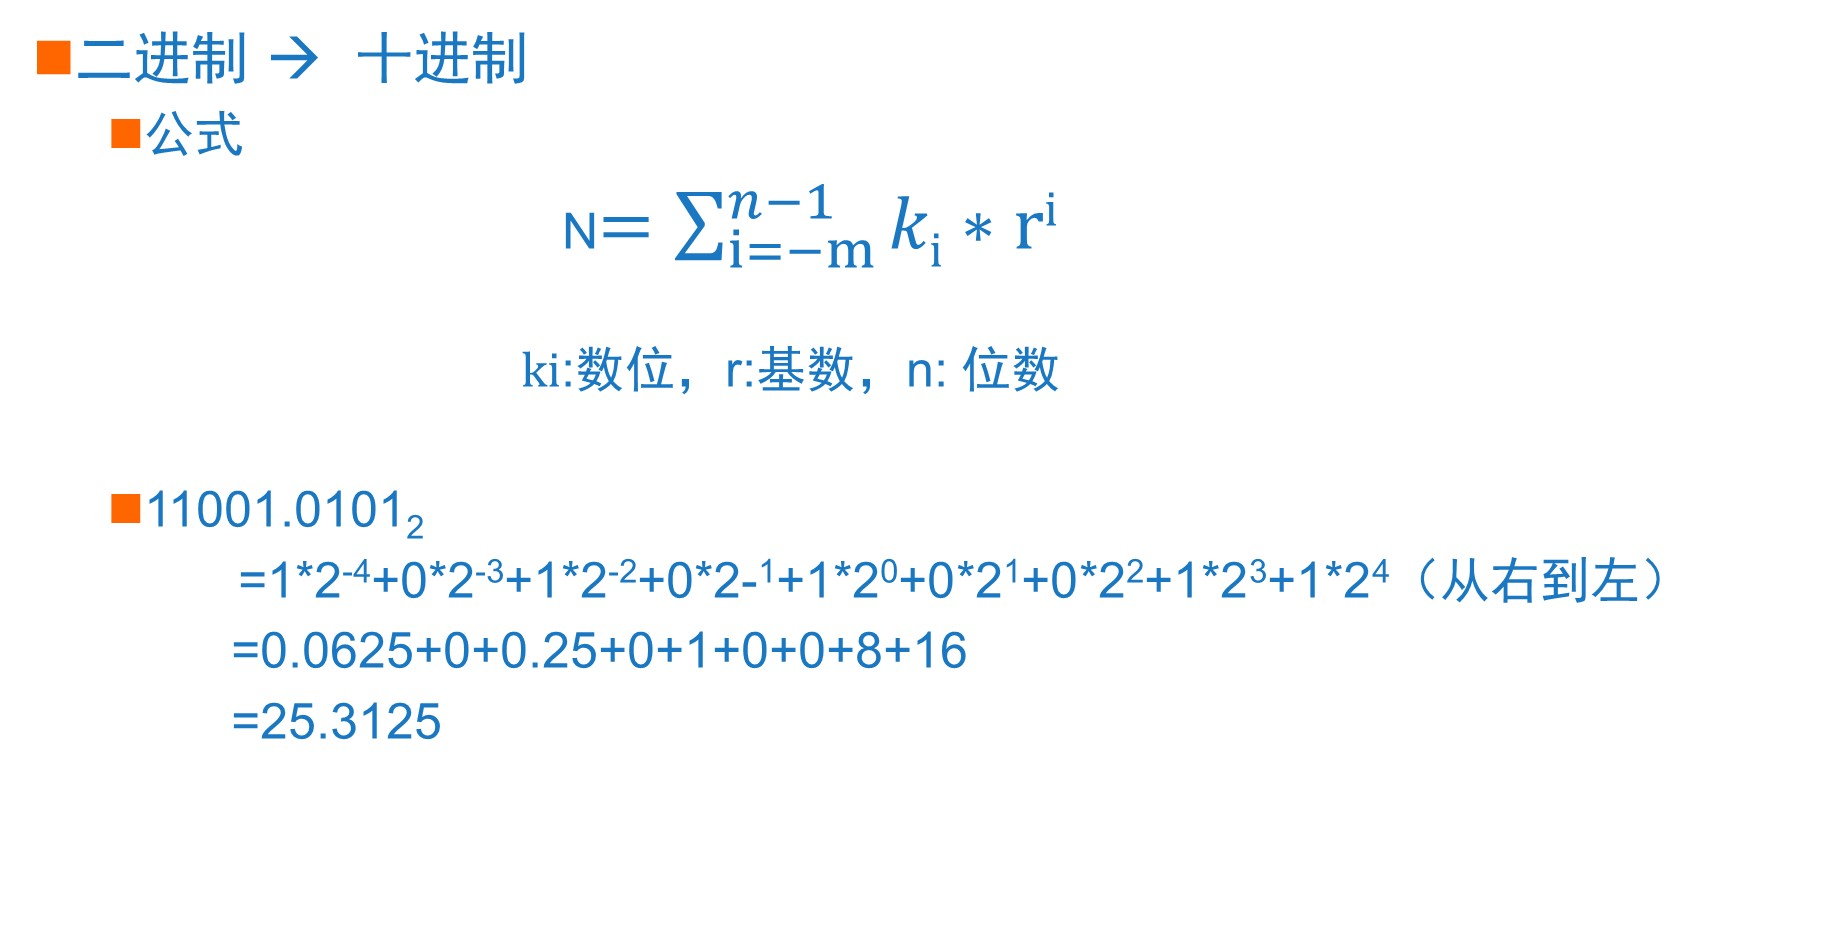 二进制 → 十进制
公式
N=∑_{i=−m}^{n−1} k_i ∗ r^i
ki:数位，r:基数，n: 位数
11001.0101₂
=1*2⁻⁴+0*2⁻³+1*2⁻²+0*2-¹+1*2⁰+0*2¹+0*2²+1*2³+1*2⁴（从右到左）
=0.0625+0+0.25+0+1+0+0+8+16
=25.3125